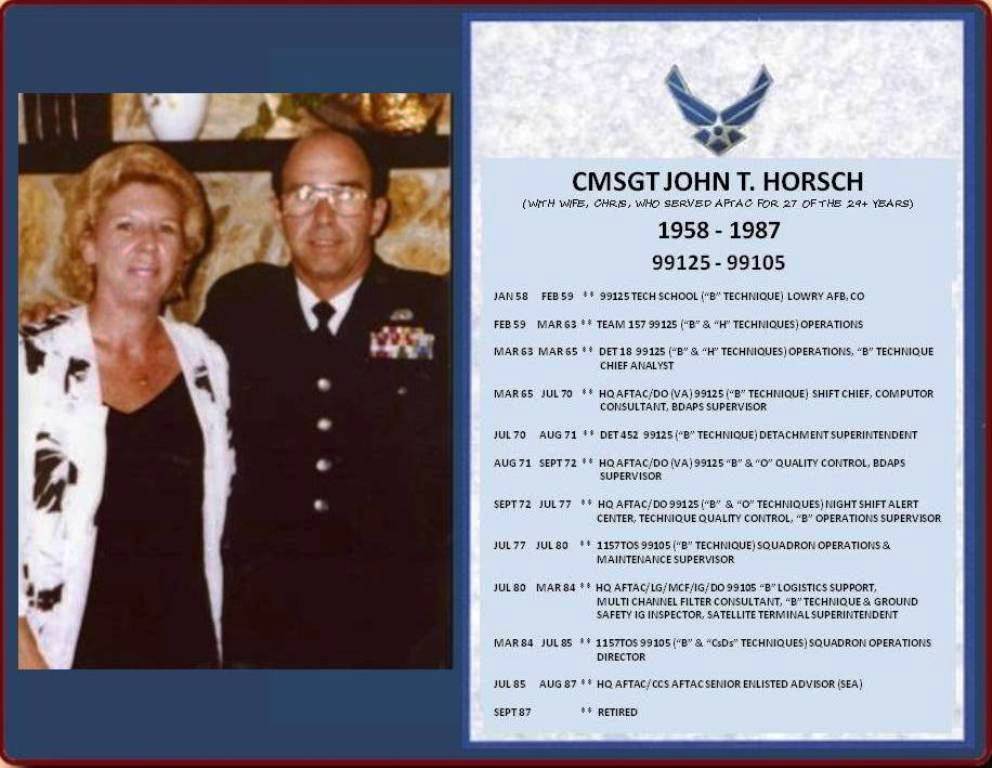 CMSGT JOHN T. HORSCH
(WITH WIFE, CHRIS, WHO SERVED AFTAC FOR 27 OF THE 29+ YEARS)
1958 - 1987
99125 - 99105
JAN 58 FEB 59 ** 99125 TECH SCHOOL ("B" TECHNIQUE) LOWRY AFB, CO
FEB 59 MAR 63 ** TEAM 157 99125 ("B" & "H" TECHNIQUES) OPERATIONS
MAR 63 MAR 65 ** DET 18 99125 ("B" & "H" TECHNIQUES) OPERATIONS, "B" TECHNIQUE
CHIEF ANALYST
MAR 65 JUL 70 ** HQ AFTAC/DO (VA) 99125 ("B" TECHNIQUE) SHIFT CHIEF, COMPUTOR
CONSULTANT, BDAPS SUPERVISOR
JUL 70 AUG 71 ** DET 452 99125 ("B" TECHNIQUE) DETACHMENT SUPERINTENDENT
AUG 71 SEPT 72 ** HQ AFTAC/DO (VA) 99125 "B" & "O" QUALITY CONTROL, BDAPS
SUPERVISOR
SEPT 72 JUL 77 ** HQ AFTAC/DO 99125 ("B" & "O" TECHNIQUES) NIGHT SHIFT ALERT
CENTER, TECHNIQUE QUALITY CONTROL, "B" OPERATIONS SUPERVISOR
JUL 77 JUL 80 ** 1157TOS 99105 ("B" TECHNIQUE) SQUADRON OPERATIONS &
MAINTENANCE SUPERVISOR
JUL 80 MAR 84 ** HQ AFTAC/LG/MCF/IG/DO 99105 "B" LOGISTICS SUPPORT,
MULTI CHANNEL FILTER CONSULTANT, "B" TECHNIQUE & GROUND
SAFETY IG INSPECTOR, SATELLITE TERMINAL SUPERINTENDENT
MAR 84 JUL 85 ** 1157TOS 99105 ("B" & "CsDs" TECHNIQUES) SQUADRON OPERATIONS
DIRECTOR
JUL 85 AUG 87 ** HQ AFTAC/CCS AFTAC SENIOR ENLISTED ADVISOR (SEA)
SEPT 87 ** RETIRED